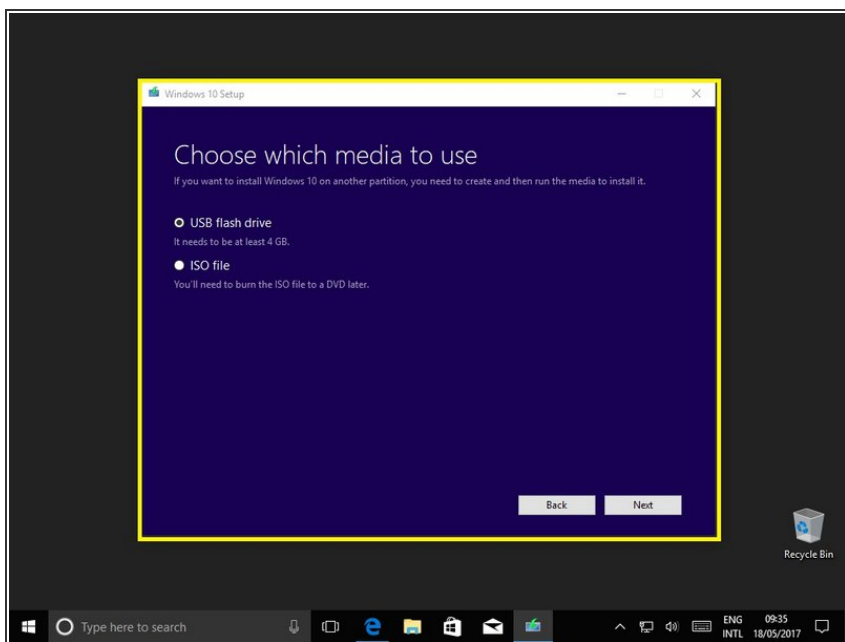 Windows 10 Setup
Choose which media to use
If you want to install Windows 10 on another partition, you need to create and then run the media to install it.
USB flash drive
It needs to be at least 4 GB.
ISO file
You'll need to burn the ISO file to a DVD later.
Back Next
Recycle Bin
Type here to search
ENG 09:35
INTL 18/05/2017